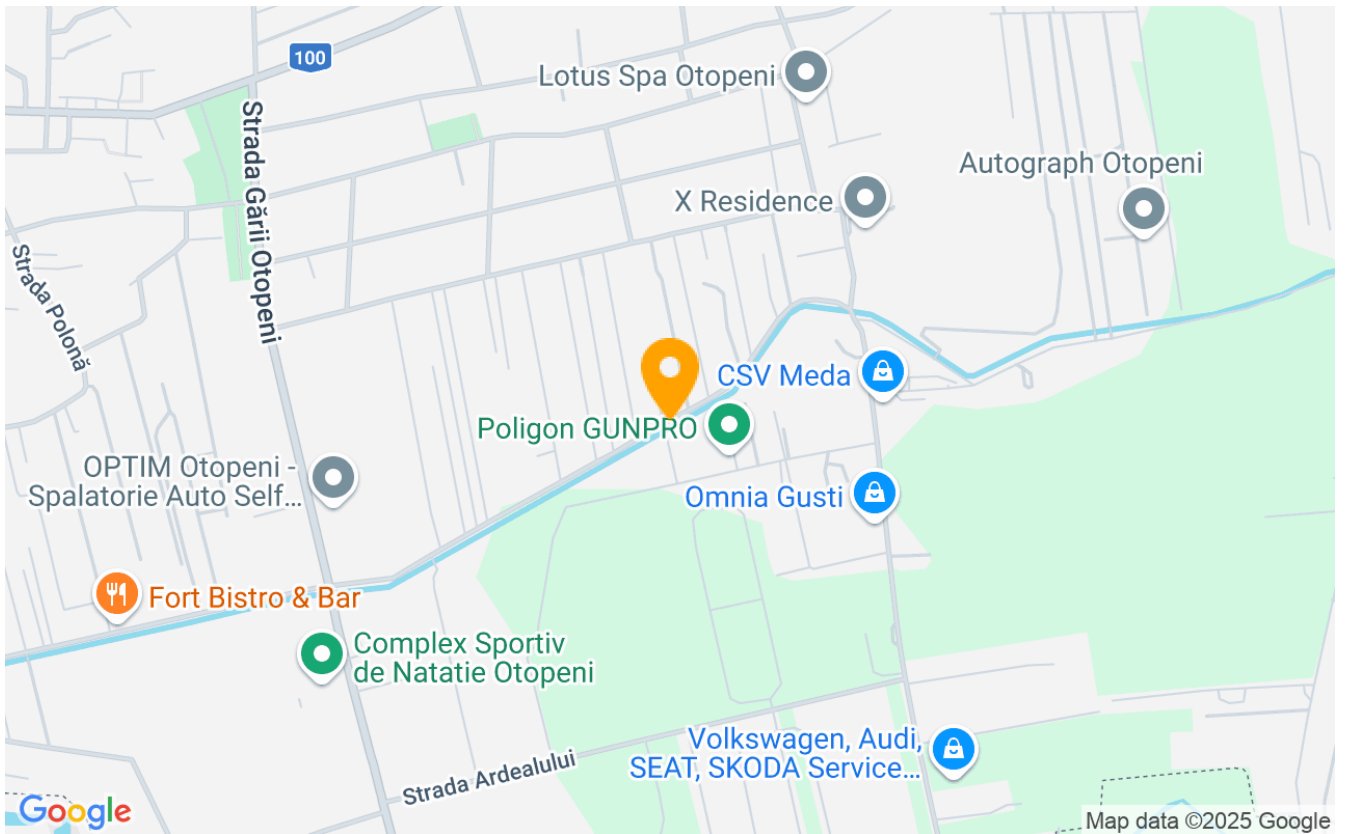 100
Lotus Spa Otopeni
Strada Gării Otopeni
Autograph Otopeni
X Residence
Strada Polonă
CSV Meda
Poligon GUNPRO
OPTIM Otopeni -
Spalatorie Auto Self...
Omnia Gusti
Fort Bistro & Bar
Complex Sportiv
de Natatie Otopeni
Volkswagen, Audi,
SEAT, SKODA Service...
Strada Ardealului
Google
Map data ©2025 Google